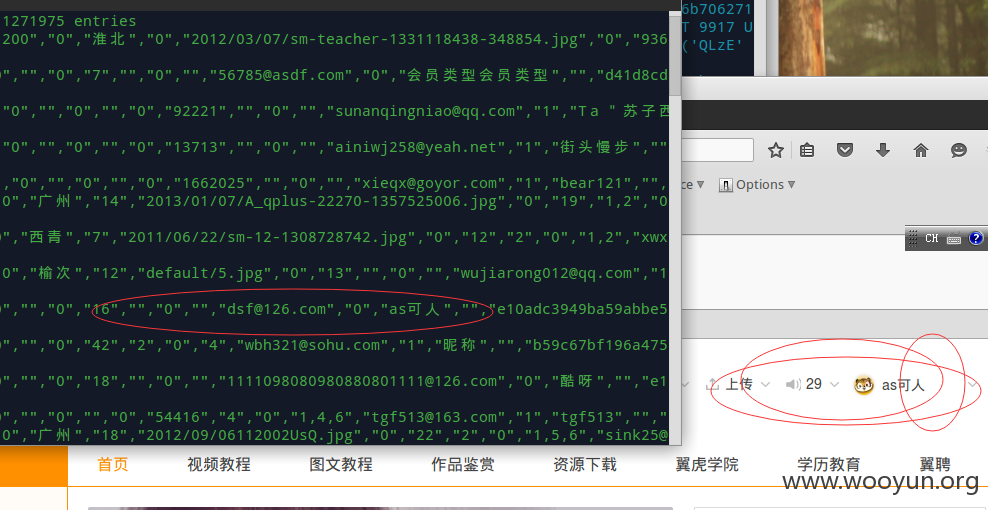 1271975 entries
200","0","淮北","0","2012/03/07/sm-teacher-1331118438-348854.jpg","0","936
0","","0","7","","0","","56785@asdf.com","0","会员类型会员类型","","d41d8cd
"0","","0","","0","92221","","0","","sunanqingniao@qq.com","1","Ta＂苏子西
"0","","0","","0","13713","","0","","ainiwj258@yeah.net","1","街头慢步",""
,"0","","0","","0","1662025","","0","","xieqx@goyor.com","1","bear121","",
0","广州","14","2013/01/07/A_qplus-22270-1357525006.jpg","0","19","1,2","0
"西青","7","2011/06/22/sm-12-1308728742.jpg","0","12","2","0","1,2","xwx
0","榆次","12","default/5.jpg","0","13","","0","","wujiarong012@qq.com","1
","","0","16","","0","","dsf@126.com","0","as可人","","e10adc3949ba59abbe5
","","0","42","2","0","4","wbh321@sohu.com","1","昵称","","b59c67bf196a475
","","0","18","","0","","1111098080980880801111@126.com","0","酷呀","","e1
","0","","0","54416","4","0","1,4,6","tgf513@163.com","1","tgf513","",
0","广州","18","2012/09/06112002UsQ.jpg","0","22","2","0","1,5,6","sink25@
6b706271
T 9917 U
('QLzE'
ce Options
CH
上传 29 as可人
首页 视频教程 图文教程 作品鉴赏 资源下载 翼虎学院 学历教育 翼聘
www.wooyun.org